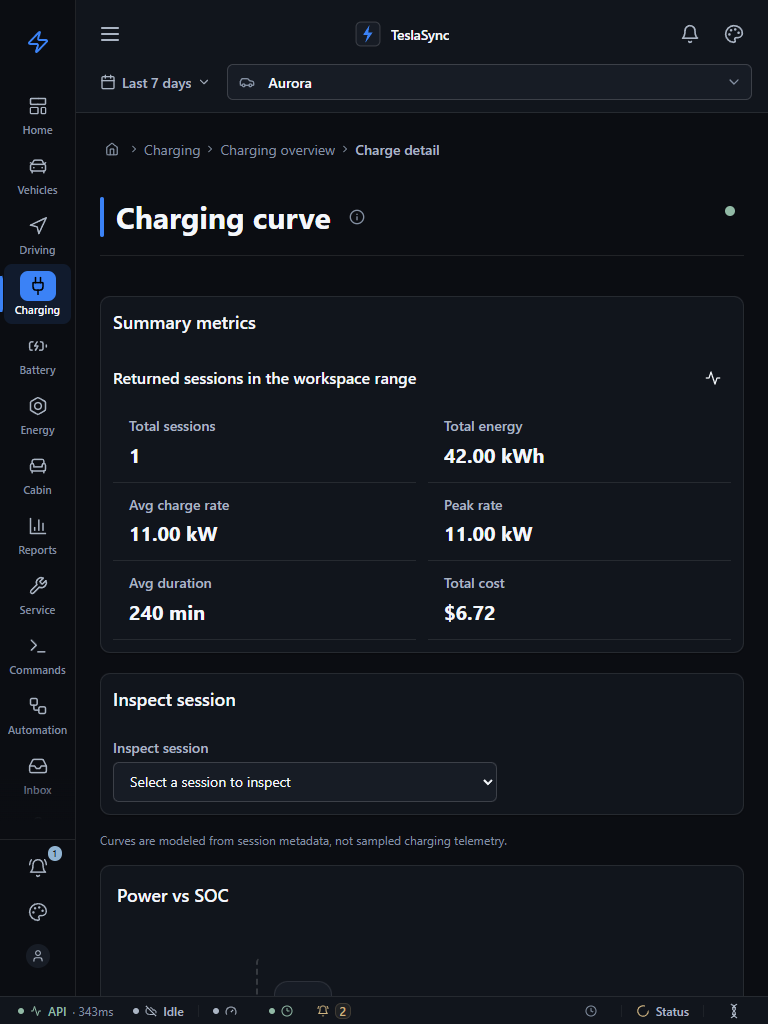 TeslaSync
Last 7 days
Aurora
Home
Vehicles
Driving
Charging
Battery
Energy
Cabin
Reports
Service
Commands
Automation
Inbox
1
Charging Charging overview Charge detail
Charging curve
Summary metrics
Returned sessions in the workspace range
Total sessions
1
Total energy
42.00 kWh
Avg charge rate
11.00 kW
Peak rate
11.00 kW
Avg duration
240 min
Total cost
$6.72
Inspect session
Inspect session
Select a session to inspect
Curves are modeled from session metadata, not sampled charging telemetry.
Power vs SOC
API · 343ms Idle 2 Status